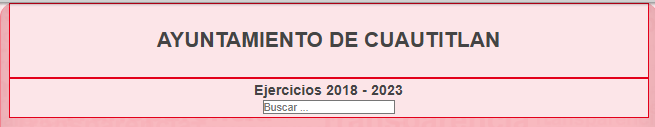 AYUNTAMIENTO DE CUAUTITLAN
Ejercicios 2018 - 2023
Buscar ...